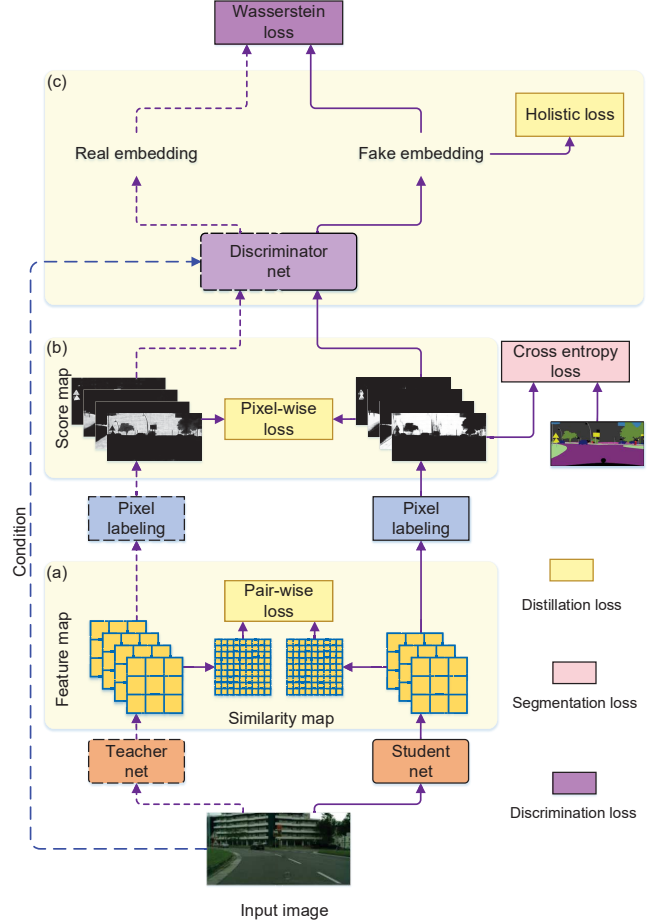 Wasserstein
loss
(c)
Holistic loss
Real embedding
Fake embedding
Discriminator
net
(b)
Score map
Pixel-wise
loss
Cross entropy
loss
Pixel
labeling
Pixel
labeling
Condition
(a)
Feature map
Pair-wise
loss
Similarity map
Distillation loss
Segmentation loss
Teacher
net
Student
net
Discrimination loss
Input image